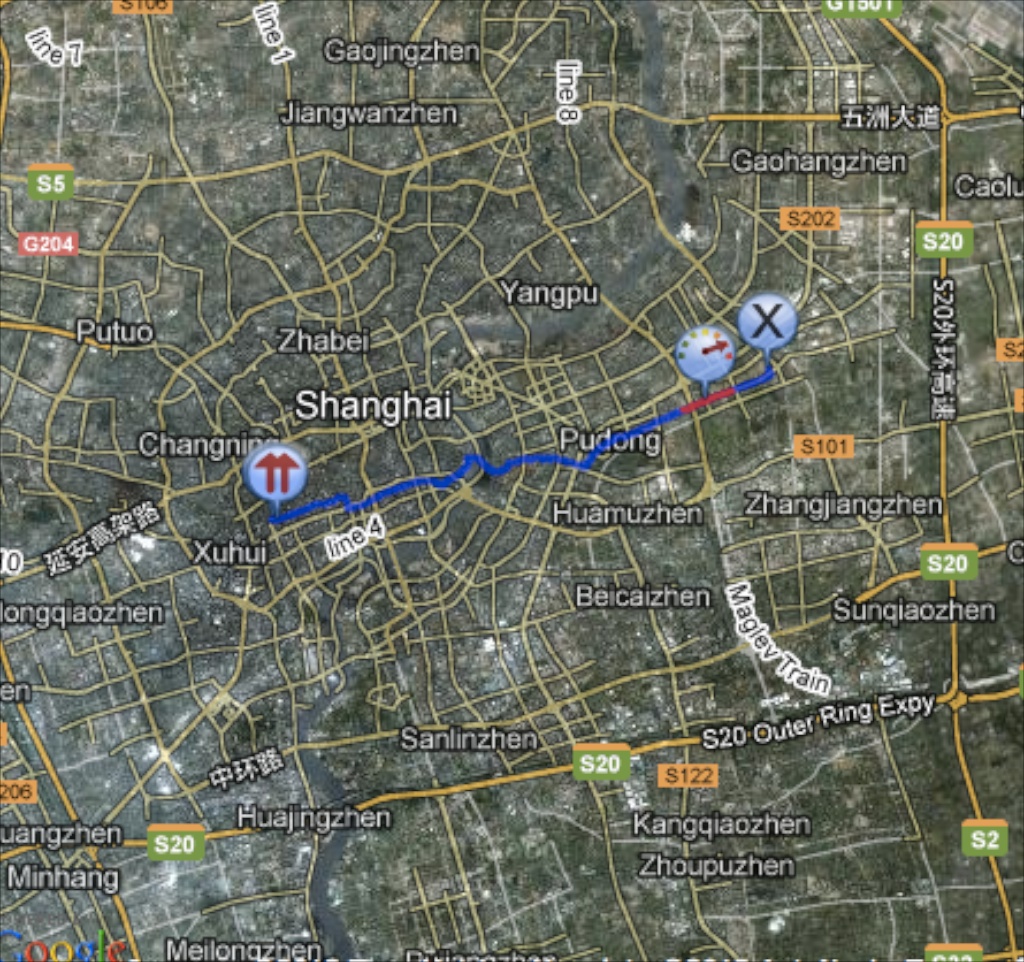 S106
G1501
line 7
line 1
Gaojingzhen
line 8
Jiangwanzhen
五洲大道
Gaohangzhen
S5
Caolu
S202
G204
S20
Yangpu
S20外环高速
Putuo
Zhabei
X
Shanghai
Changning
Pudong
S101
Huamuzhen
Zhangjiangzhen
延安高架路
line 4
Xuhui
S20
Beicaizhen
longqiaozhen
Sunqiaozhen
Maglev Train
en
S20 Outer Ring Expy
Sanlinzhen
S20
S122
中环路
206
Huajingzhen
Kangqiaozhen
uangzhen
S20
S2
Zhoupuzhen
Minhang
Google
Meilongzhen